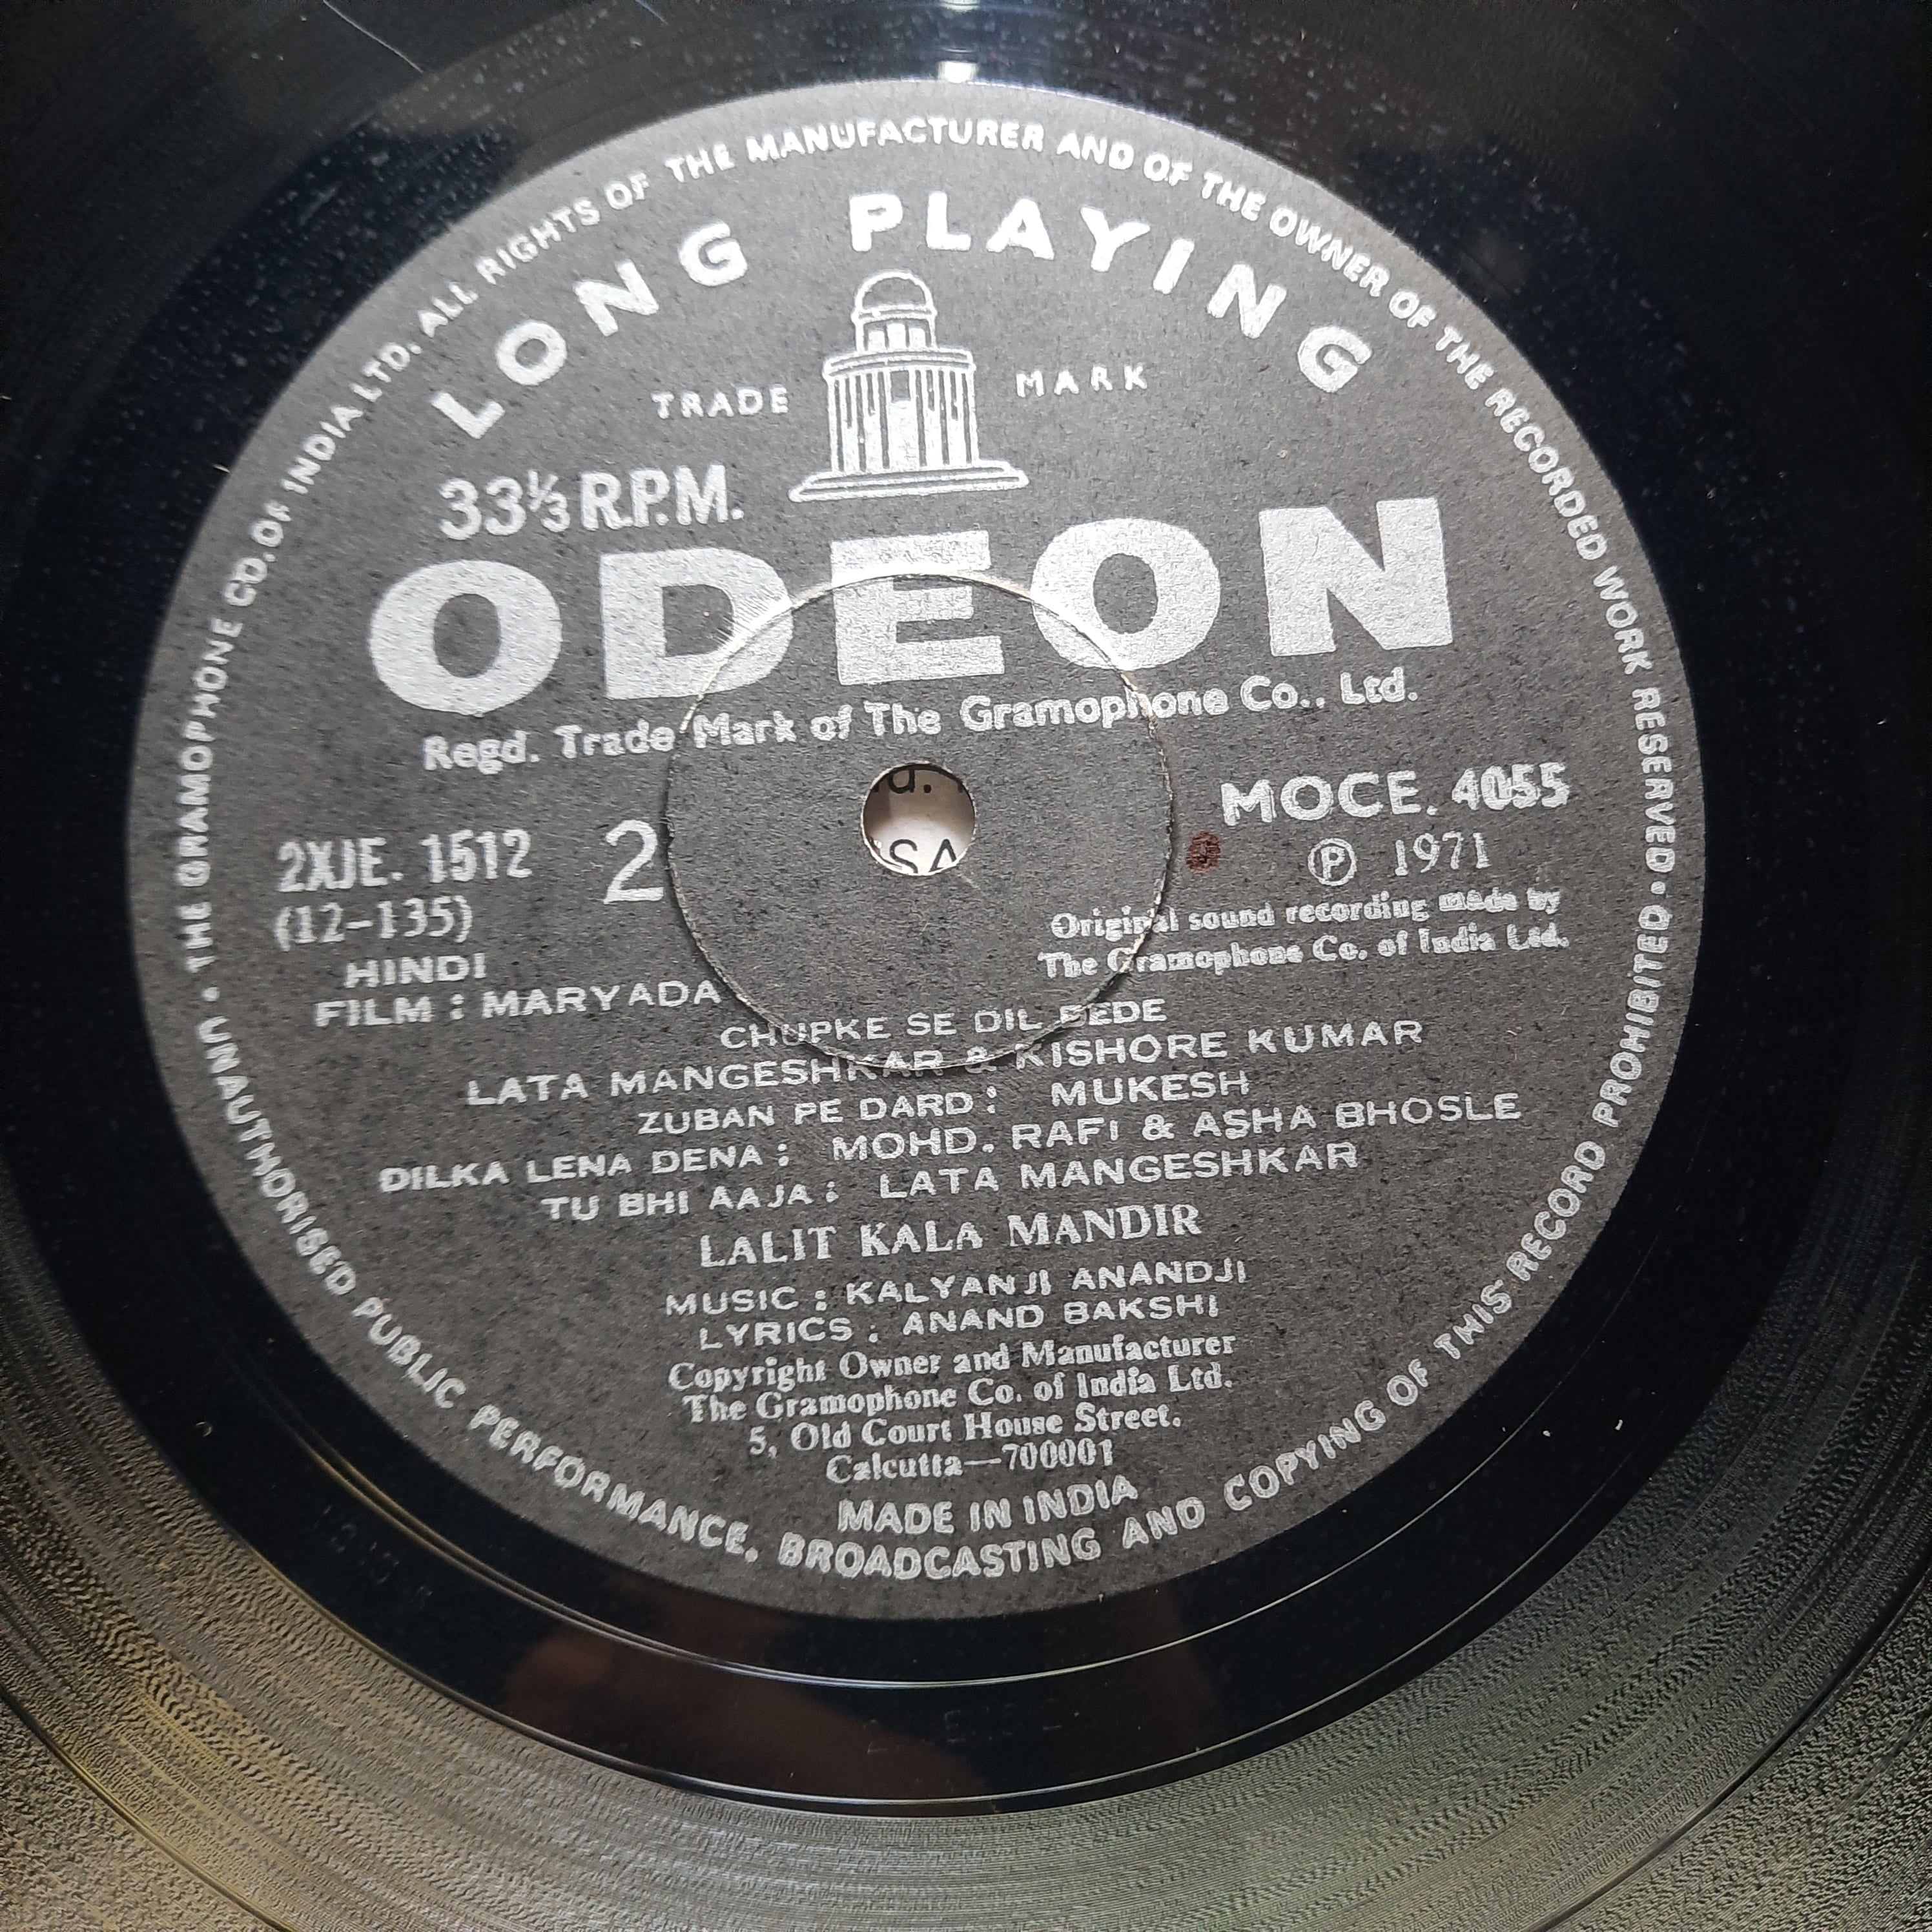 THE GRAMOPHONE CO. OF INDIA LTD. ALL RIGHTS OF THE MANUFACTURER AND OF THE OWNER OF THE RECORDED WORK RESERVED.
LONG PLAYING
TRADE MARK
33⅓ R.P.M.
ODEON
Regd. Trade Mark of The Gramophone Co., Ltd.
MOCE. 4055
2XJE. 1512 2
℗ 1971
(12-135)
Original sound recording made by
The Gramophone Co. of India Ltd.
HINDI
FILM : MARYADA
CHUPKE SE DIL DEDE
LATA MANGESHKAR & KISHORE KUMAR
ZUBAN PE DARD : MUKESH
DILKA LENA DENA : MOHD. RAFI & ASHA BHOSLE
TU BHI AAJA : LATA MANGESHKAR
LALIT KALA MANDIR
MUSIC : KALYANJI ANANDJI
LYRICS : ANAND BAKSHI
Copyright Owner and Manufacturer
The Gramophone Co. of India Ltd.
5, Old Court House Street.
Calcutta—700001
MADE IN INDIA
UNAUTHORISED PUBLIC PERFORMANCE, BROADCASTING AND COPYING OF THIS RECORD PROHIBITED